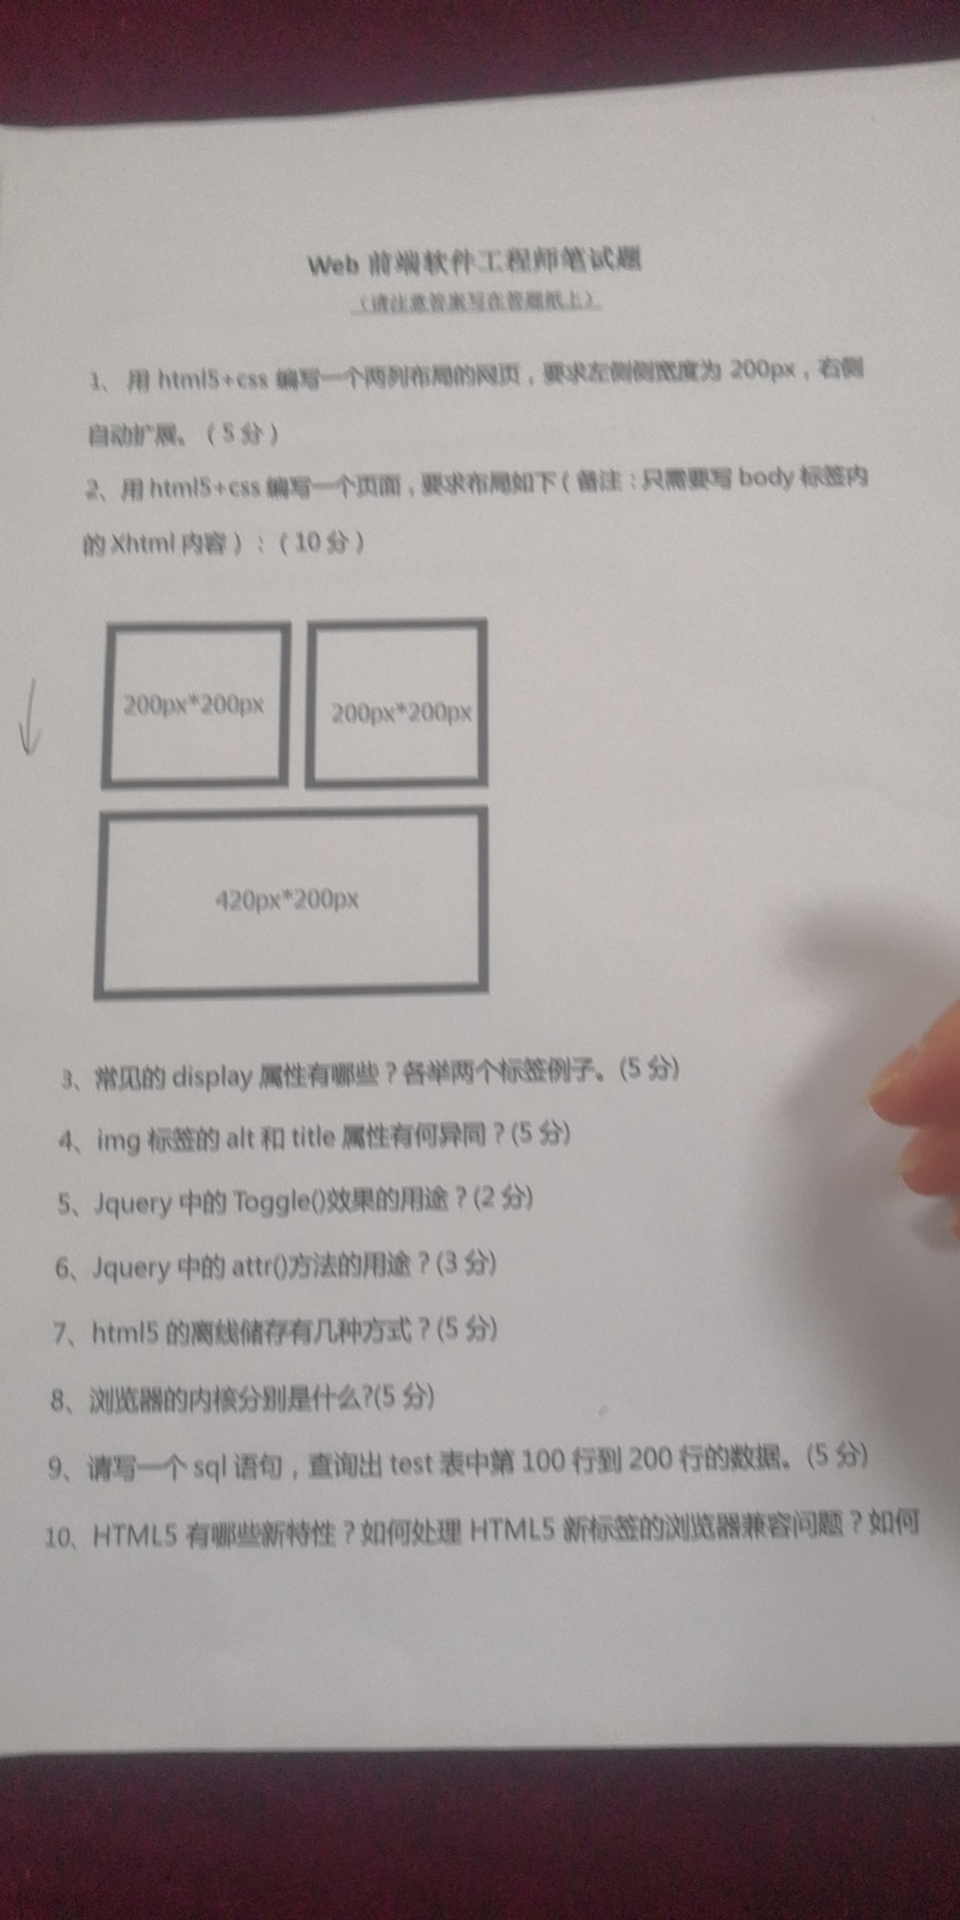 Web 前端软件工程师笔试题
（请注意答案写在答题纸上）
1、 用 html5+css 编写一个两列布局的网页，要求左侧侧宽度为 200px，右侧
自动扩展。（5 分）
2、用 html5+css 编写一个页面，要求布局如下（备注：只需要写 body 标签内
的 Xhtml 内容）：（10 分）
200px*200px
200px*200px
420px*200px
3、常见的 display 属性有哪些？各举两个标签例子。(5 分)
4、img 标签的 alt 和 title 属性有何异同？(5 分)
5、Jquery 中的 Toggle()效果的用途？(2 分)
6、Jquery 中的 attr()方法的用途？(3 分)
7、html5 的离线储存有几种方式？(5 分)
8、浏览器的内核分别是什么?(5 分)
9、请写一个 sql 语句，查询出 test 表中第 100 行到 200 行的数据。(5 分)
10、HTML5 有哪些新特性？如何处理 HTML5 新标签的浏览器兼容问题？如何